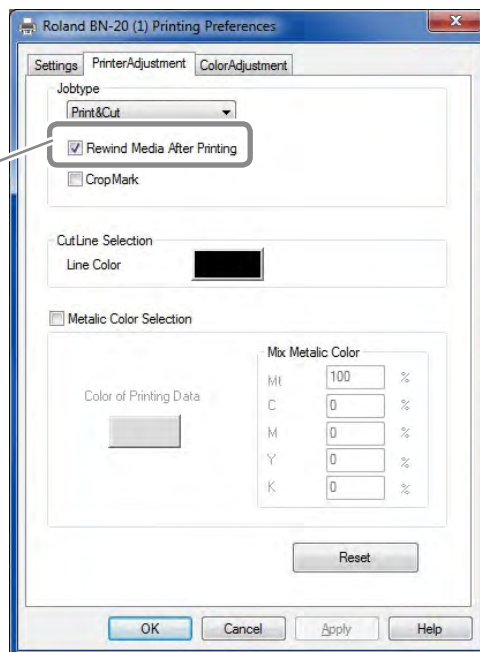 Roland BN-20 (1) Printing Preferences
Settings PrinterAdjustment ColorAdjustment
Jobtype
Print&Cut
Rewind Media After Printing
CropMark
CutLine Selection
Line Color
Metalic Color Selection
Mix Metalic Color
Color of Printing Data
Mt 100 %
C 0 %
M 0 %
Y 0 %
K 0 %
Reset
OK Cancel Apply Help